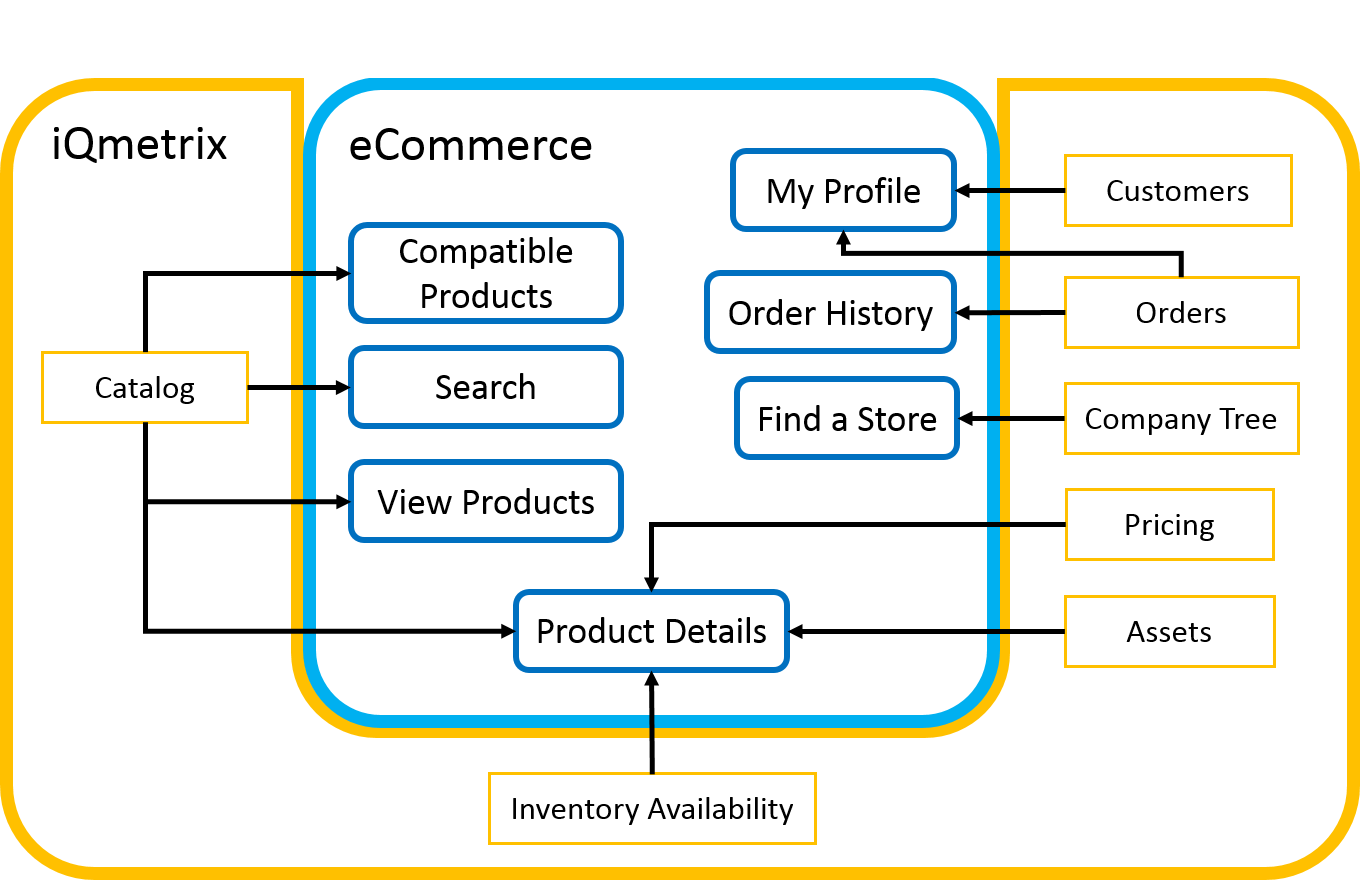 iQmetrix
eCommerce
My Profile
Customers
Compatible
Products
Order History
Orders
Catalog
Search
Find a Store
Company Tree
View Products
Pricing
Product Details
Assets
Inventory Availability